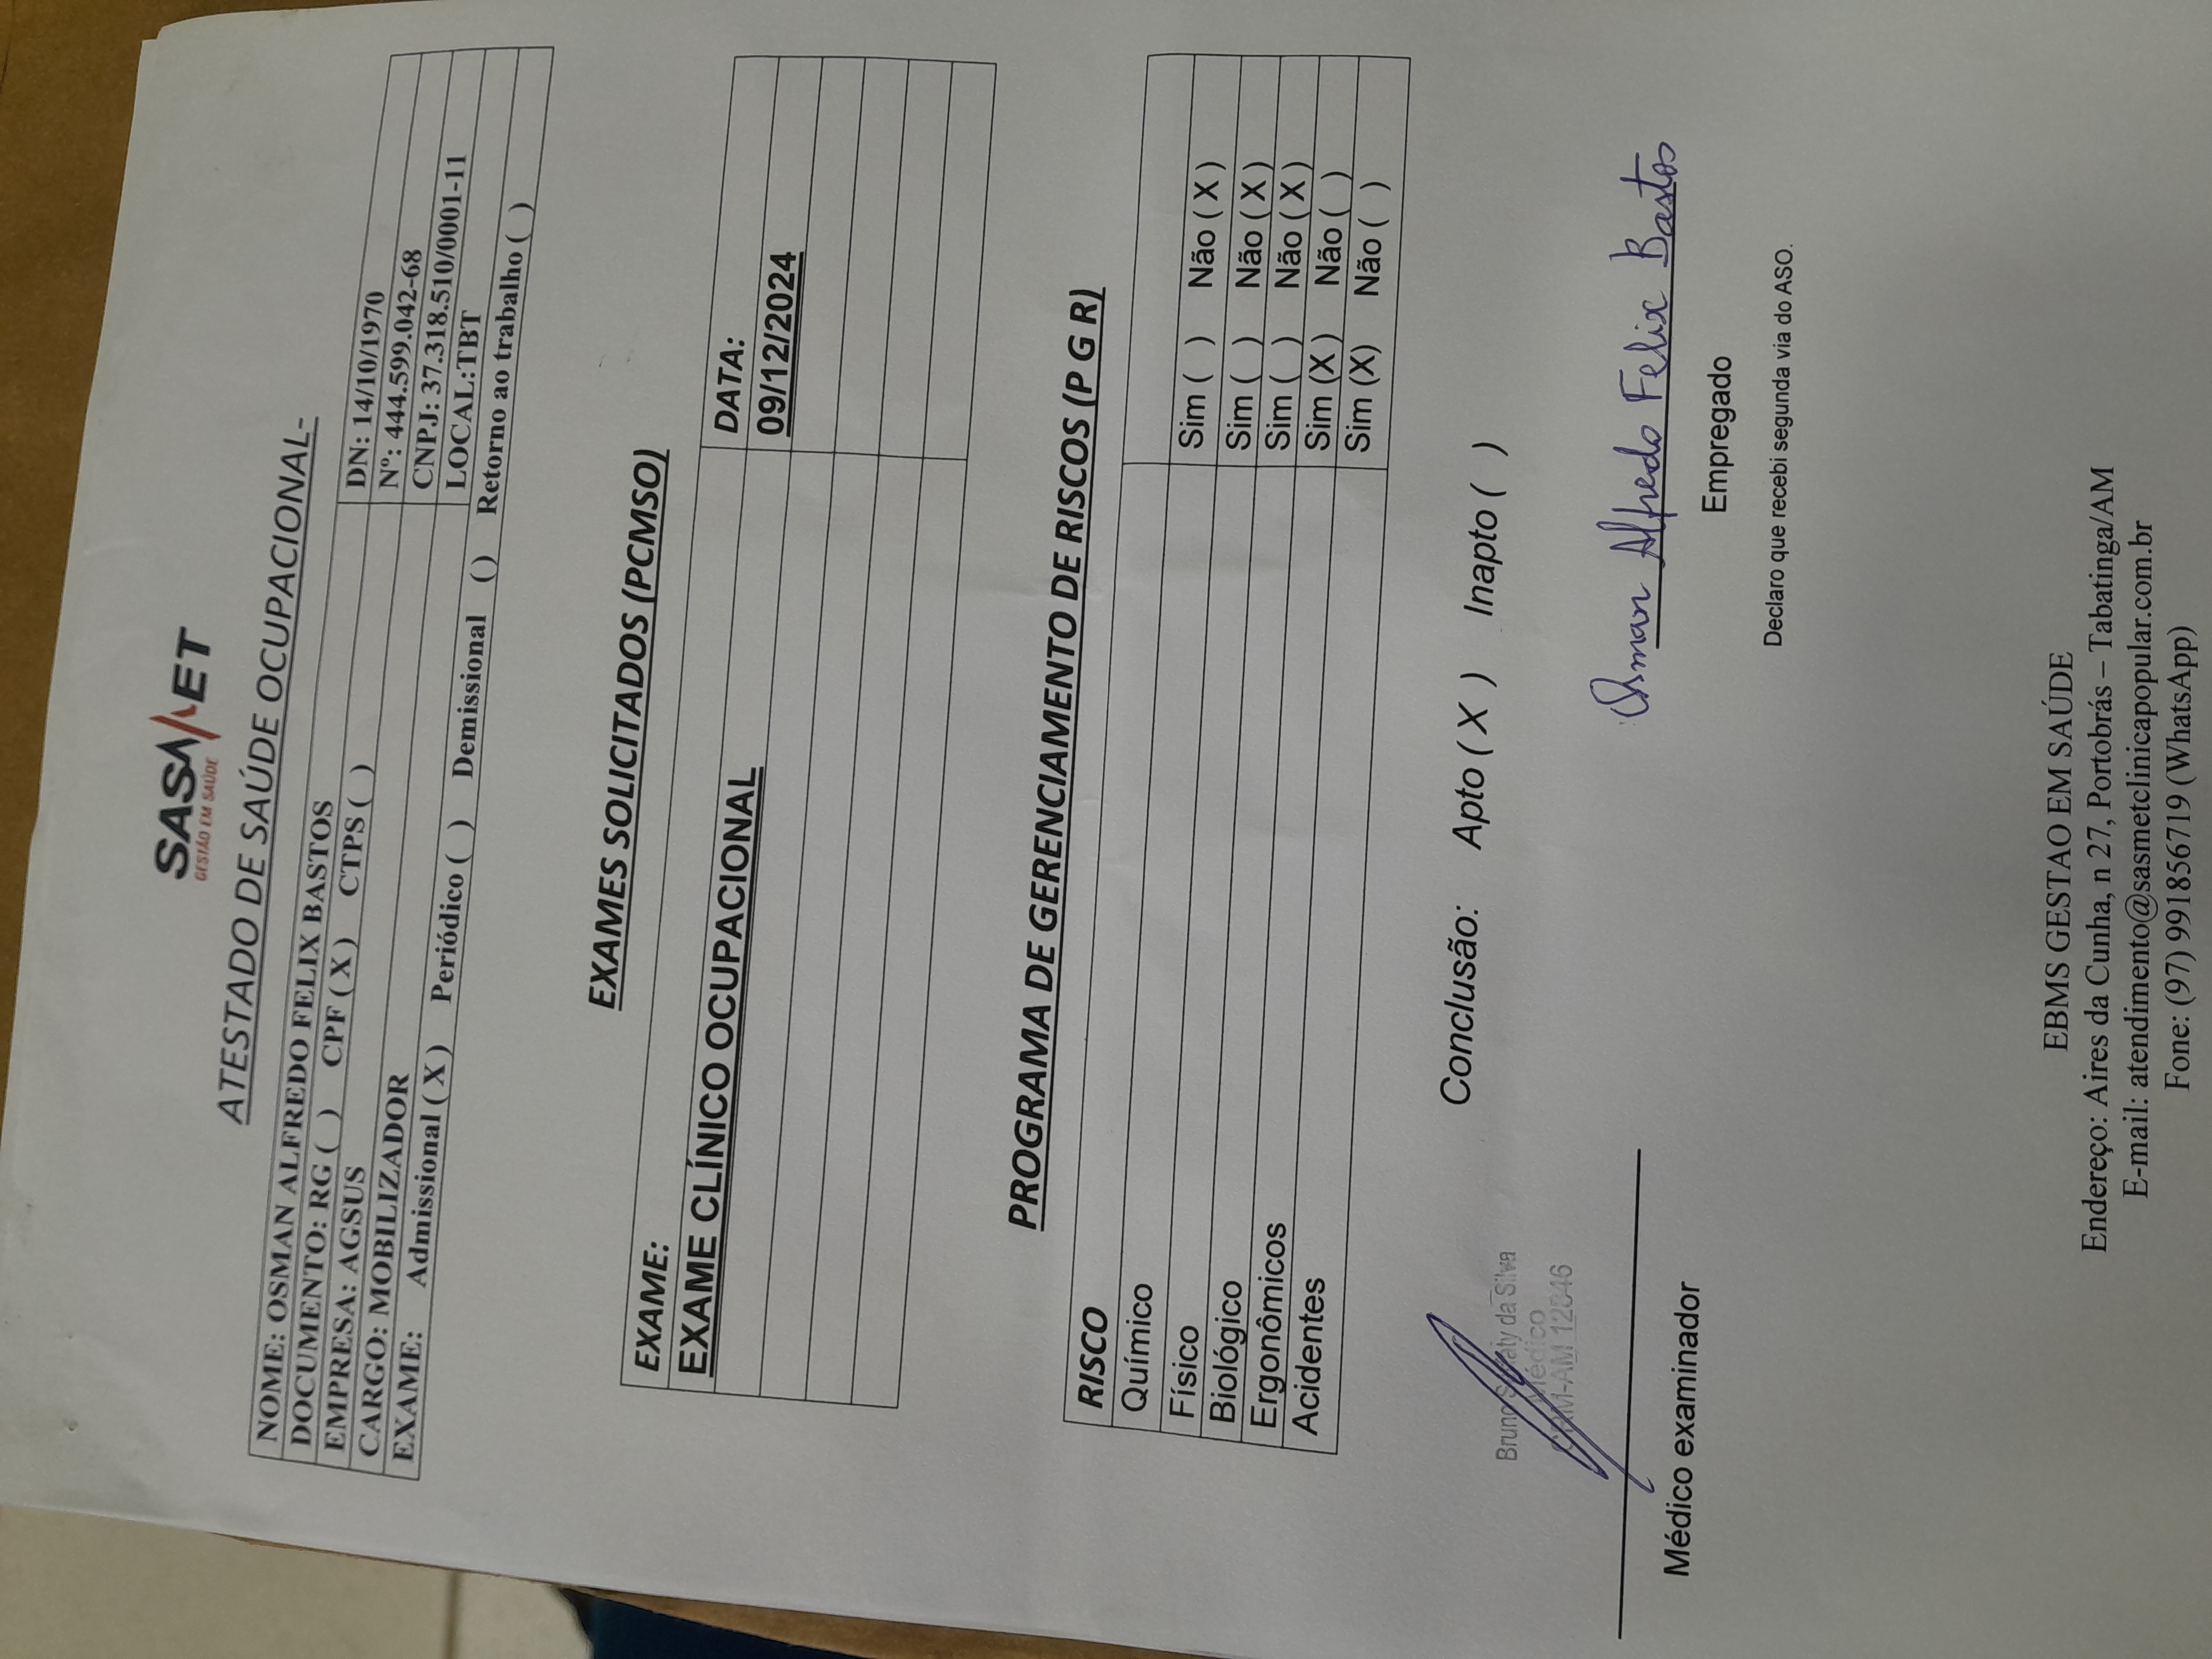 SASMET
GESTÃO EM SAÚDE
ATESTADO DE SAÚDE OCUPACIONAL-
NOME: OSMAN ALFREDO FELIX BASTOS DN: 14/10/1970
DOCUMENTO: RG ( ) CPF ( X ) CTPS ( ) Nº: 444.599.042-68
EMPRESA: AGSUS CNPJ: 37.318.510/0001-11
CARGO: MOBILIZADOR LOCAL:TBT
EXAME: Admissional ( X ) Periódico ( ) Demissional () Retorno ao trabalho ( )
EXAMES SOLICITADOS (PCMSO)
EXAME: DATA:
EXAME CLÍNICO OCUPACIONAL 09/12/2024
PROGRAMA DE GERENCIAMENTO DE RISCOS (P G R)
RISCO
Químico Sim ( ) Não ( X )
Físico Sim ( ) Não ( X )
Biológico Sim ( ) Não ( X )
Ergonômicos Sim (X ) Não ( )
Acidentes Sim (X) Não ( )
Conclusão: Apto ( X ) Inapto ( )
Bruno da Silva
Médico
CRM-AM
Osman Alfredo Felix Bastos
Médico examinador
Empregado
Declaro que recebi segunda via do ASO.
EBMS GESTAO EM SAÚDE
Endereço: Aires da Cunha, n 27, Portobrás – Tabatinga/AM
E-mail: atendimento@sasmetclinicapopular.com.br
Fone: (97) 991856719 (WhatsApp)